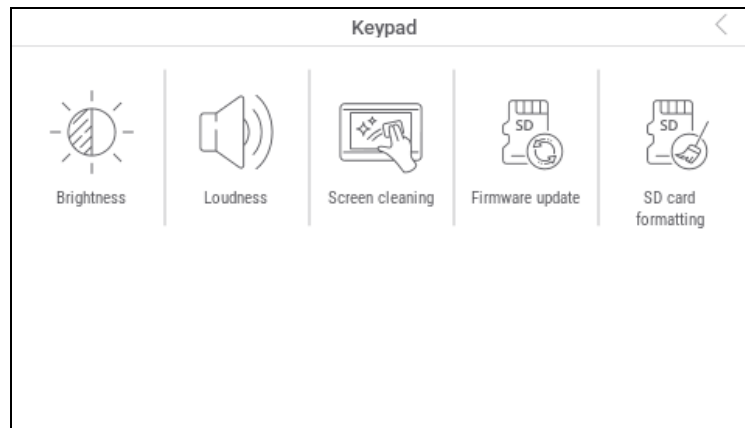 Keypad
SD
SD
Brightness
Loudness
Screen cleaning
Firmware update
SD card
formatting